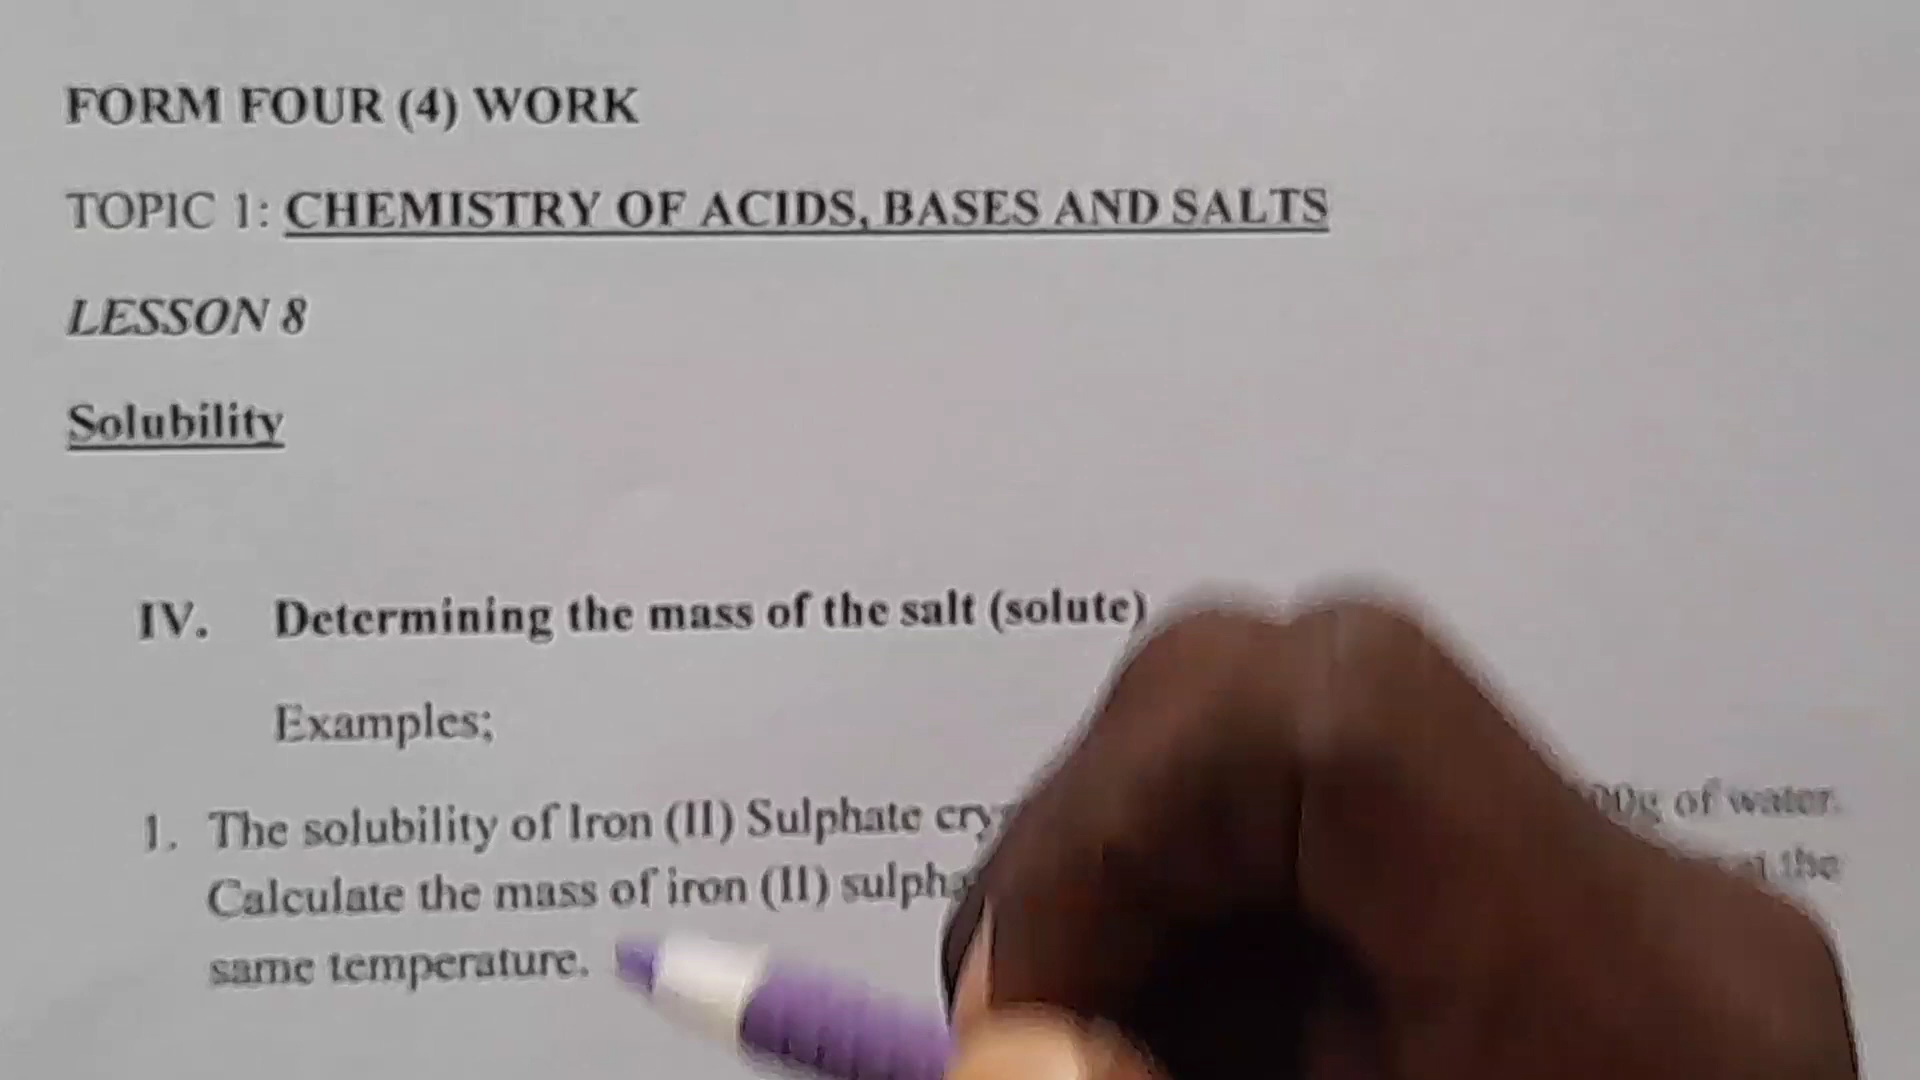 FORM FOUR (4) WORK
TOPIC 1: CHEMISTRY OF ACIDS, BASES AND SALTS
LESSON 8
Solubility
IV. Determining the mass of the salt (solute)
Examples;
1. The solubility of Iron (II) Sulphate of water.
Calculate the mass of iron (II) the
same temperature.